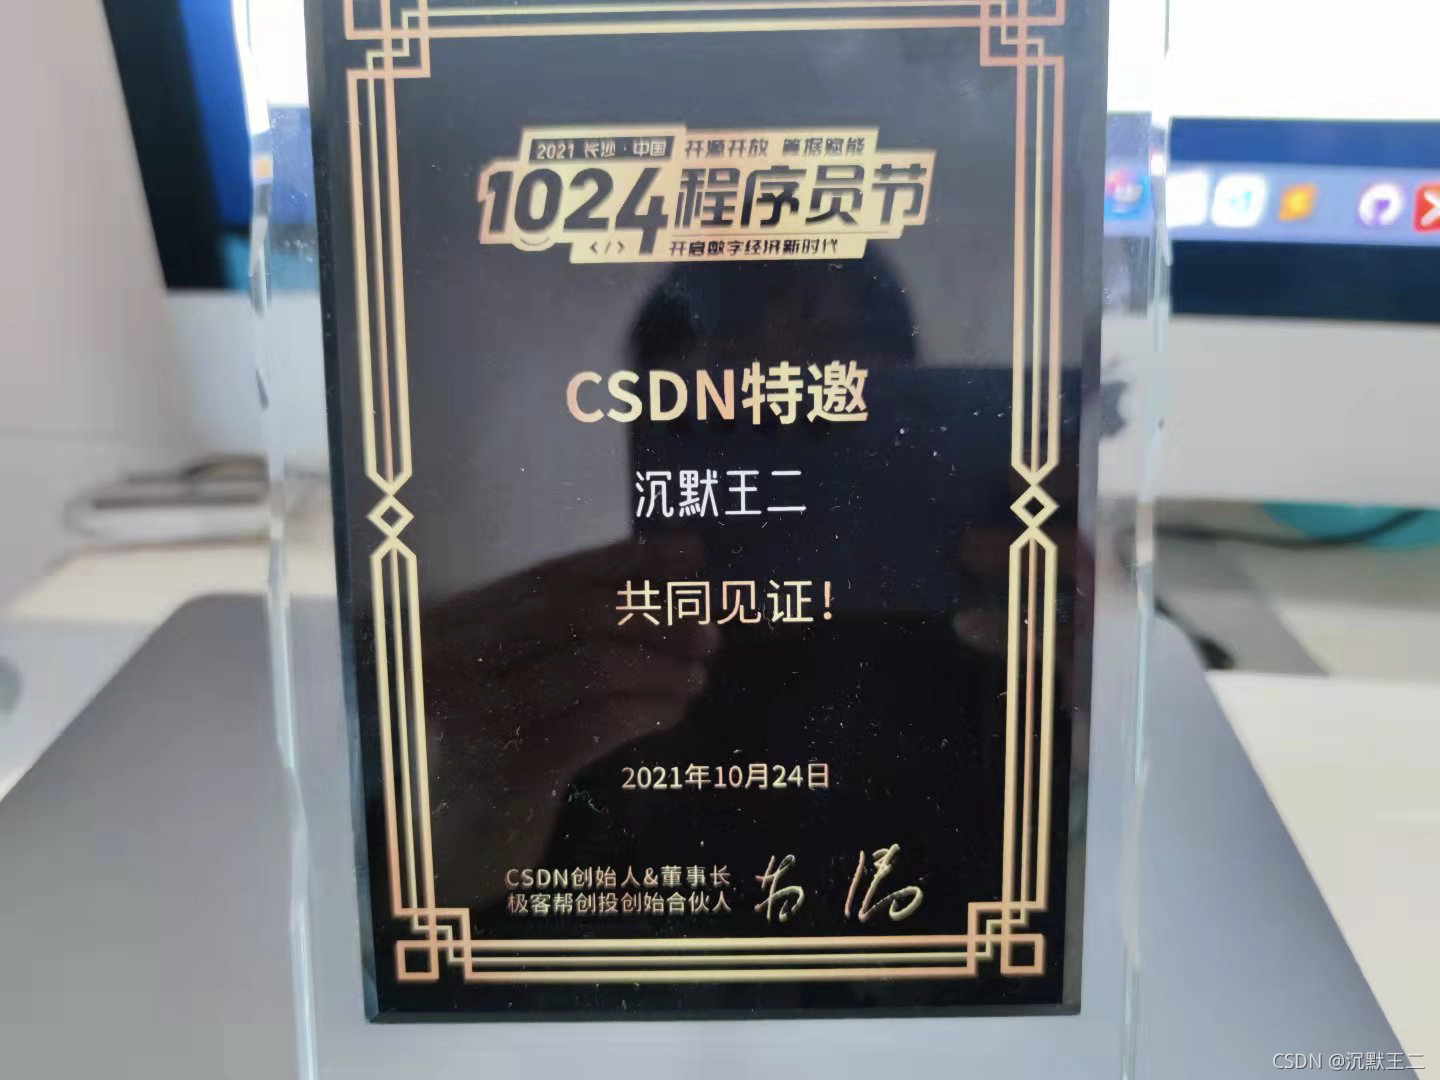 2021 长沙·中国 开源开放 算据赋能
1024程序员节
</> 开启数字经济新时代
CSDN特邀
沉默王二
共同见证!
2021年10月24日
CSDN创始人&董事长
极客帮创投创始合伙人
CSDN @沉默王二